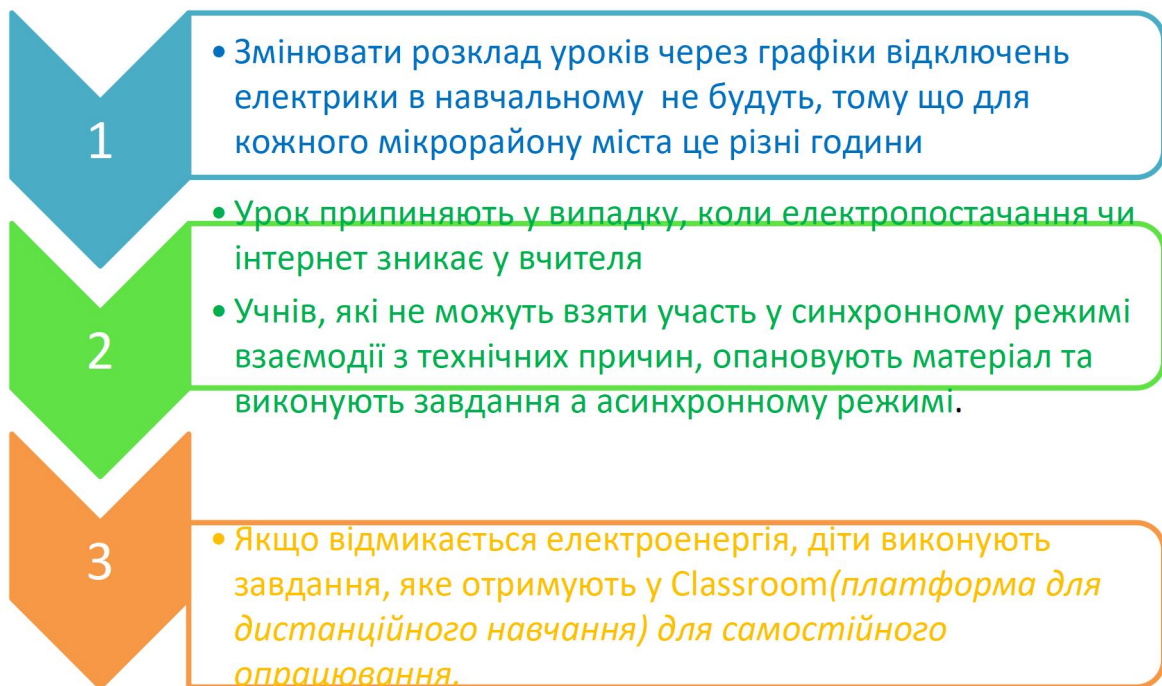 1
• Змінювати розклад уроків через графіки відключень
електрики в навчальному не будуть, тому що для
кожного мікрорайону міста це різні години
2
• Урок припиняють у випадку, коли електропостачання чи
інтернет зникає у вчителя
• Учнів, які не можуть взяти участь у синхронному режимі
взаємодії з технічних причин, опановують матеріал та
виконують завдання а асинхронному режимі.
3
• Якщо відмикається електроенергія, діти виконують
завдання, яке отримують у Classroom(платформа для
дистанційного навчання) для самостійного
опрацювання.